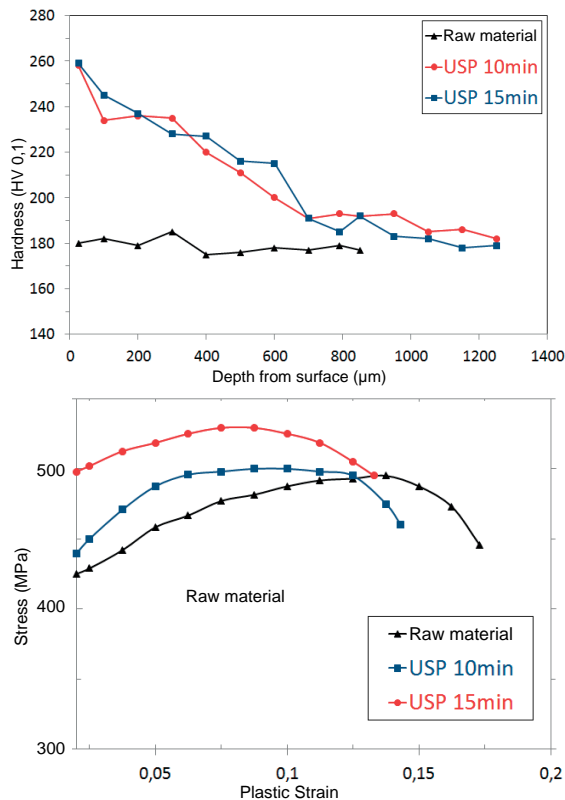 280
260
240
220
200
180
160
140
Hardness (HV 0,1)
Raw material
USP 10min
USP 15min
0
200
400
600
800
1000
1200
1400
Depth from surface (µm)
500
400
300
Stress (MPa)
Raw material
Raw material
USP 10min
USP 15min
0,05
0,1
0,15
0,2
Plastic Strain